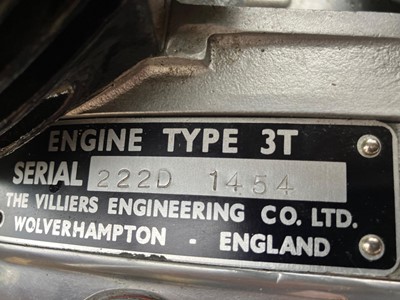 ENGINE TYPE 3T
SERIAL 222D 1454
THE VILLIERS ENGINEERING CO. LTD.
WOLVERHAMPTON - ENGLAND